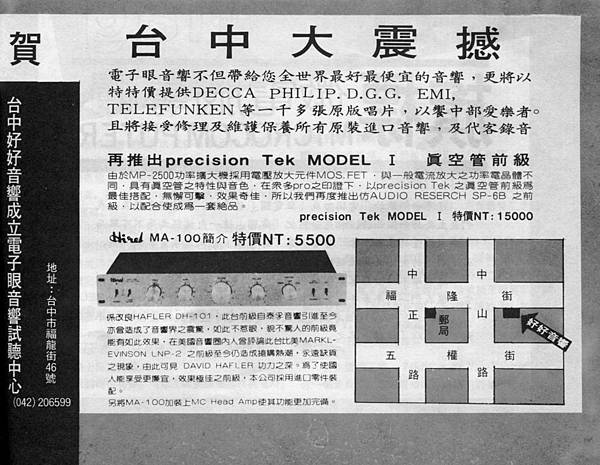 賀
台中大震撼
台中好好音響成立電子眼音響試聽中心
地址：台中市福龍街46號
(042) 206599
電子眼音響不但帶給您全世界最好最便宜的音響，更將以
特特價提供DECCA PHILIP. D.G.G. EMI,
TELEFUNKEN 等一千多張原版唱片，以饗中部愛樂者。
且將接受修理及維護保養所有原裝進口音響，及代客錄音
再推出precision Tek MODEL I 眞空管前級
由於MP-2500功率擴大機採用電壓放大元件MOS.FET，與一般電流放大之功率電晶體不
同，具有眞空管之特性與音色，在衆多pro之印證下，以precision Tek 之眞空管前級爲
最佳搭配，無懈可擊，效果奇佳，所以我們再度推出仿AUDIO RESERCH SP-6B 之前
級，以配合使成爲一套絶品。
precision Tek MODEL I 特價NT: 15000
Hird MA-100簡介 特價NT: 5500
係改良HAFLER DH-101，此台前級自泰孚音響引進至今
亦曾造成了音響界之震驚，如此不惹眼，貌不驚人的前級竟
能有如此效果，在美國音響圈內人曾評論此台比美MARKL-
EVINSON LNP-2 之前級至今仍造成搶購熱潮，永遠缺貨
之現象，由此可見 DAVID HAFLER 功力之深。爲了使國
人能享受更廉宜，效果極佳之前級，本公司採用進口零件裝
配。
另將MA-100加裝上MC Head Amp使其功能更加完備。
中正路
中山路
福隆街
郵局
五權街
好好音響